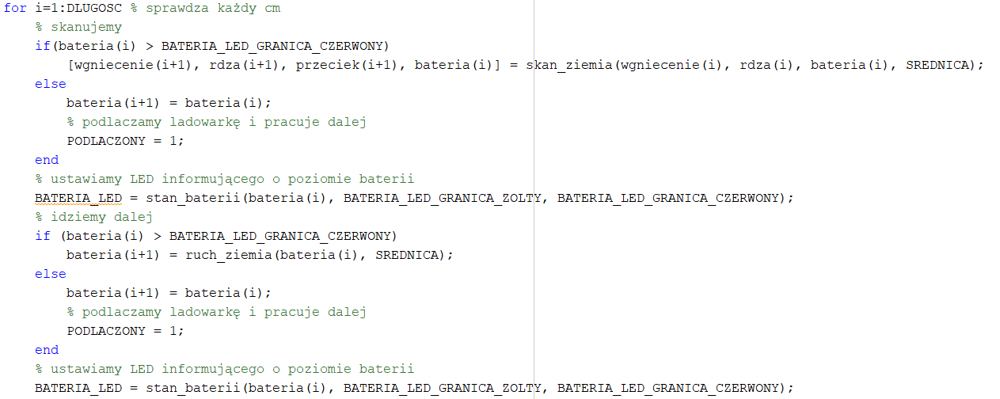 for i=1:DLUGOSC % sprawdza każdy cm
    % skanujemy
    if(bateria(i) > BATERIA_LED_GRANICA_CZERWONY)
        [wgniecenie(i+1), rdza(i+1), przeciek(i+1), bateria(i)] = skan_ziemia(wgniecenie(i), rdza(i), bateria(i), SREDNICA);
    else
        bateria(i+1) = bateria(i);
        % podlaczamy ladowarkę i pracuje dalej
        PODLACZONY = 1;
    end
    % ustawiamy LED informującego o poziomie baterii
    BATERIA_LED = stan_baterii(bateria(i), BATERIA_LED_GRANICA_ZOLTY, BATERIA_LED_GRANICA_CZERWONY);
    % idziemy dalej
    if (bateria(i) > BATERIA_LED_GRANICA_CZERWONY)
        bateria(i+1) = ruch_ziemia(bateria(i), SREDNICA);
    else
        bateria(i+1) = bateria(i);
        % podlaczamy ladowarkę i pracuje dalej
        PODLACZONY = 1;
    end
    % ustawiamy LED informującego o poziomie baterii
    BATERIA_LED = stan_baterii(bateria(i), BATERIA_LED_GRANICA_ZOLTY, BATERIA_LED_GRANICA_CZERWONY);